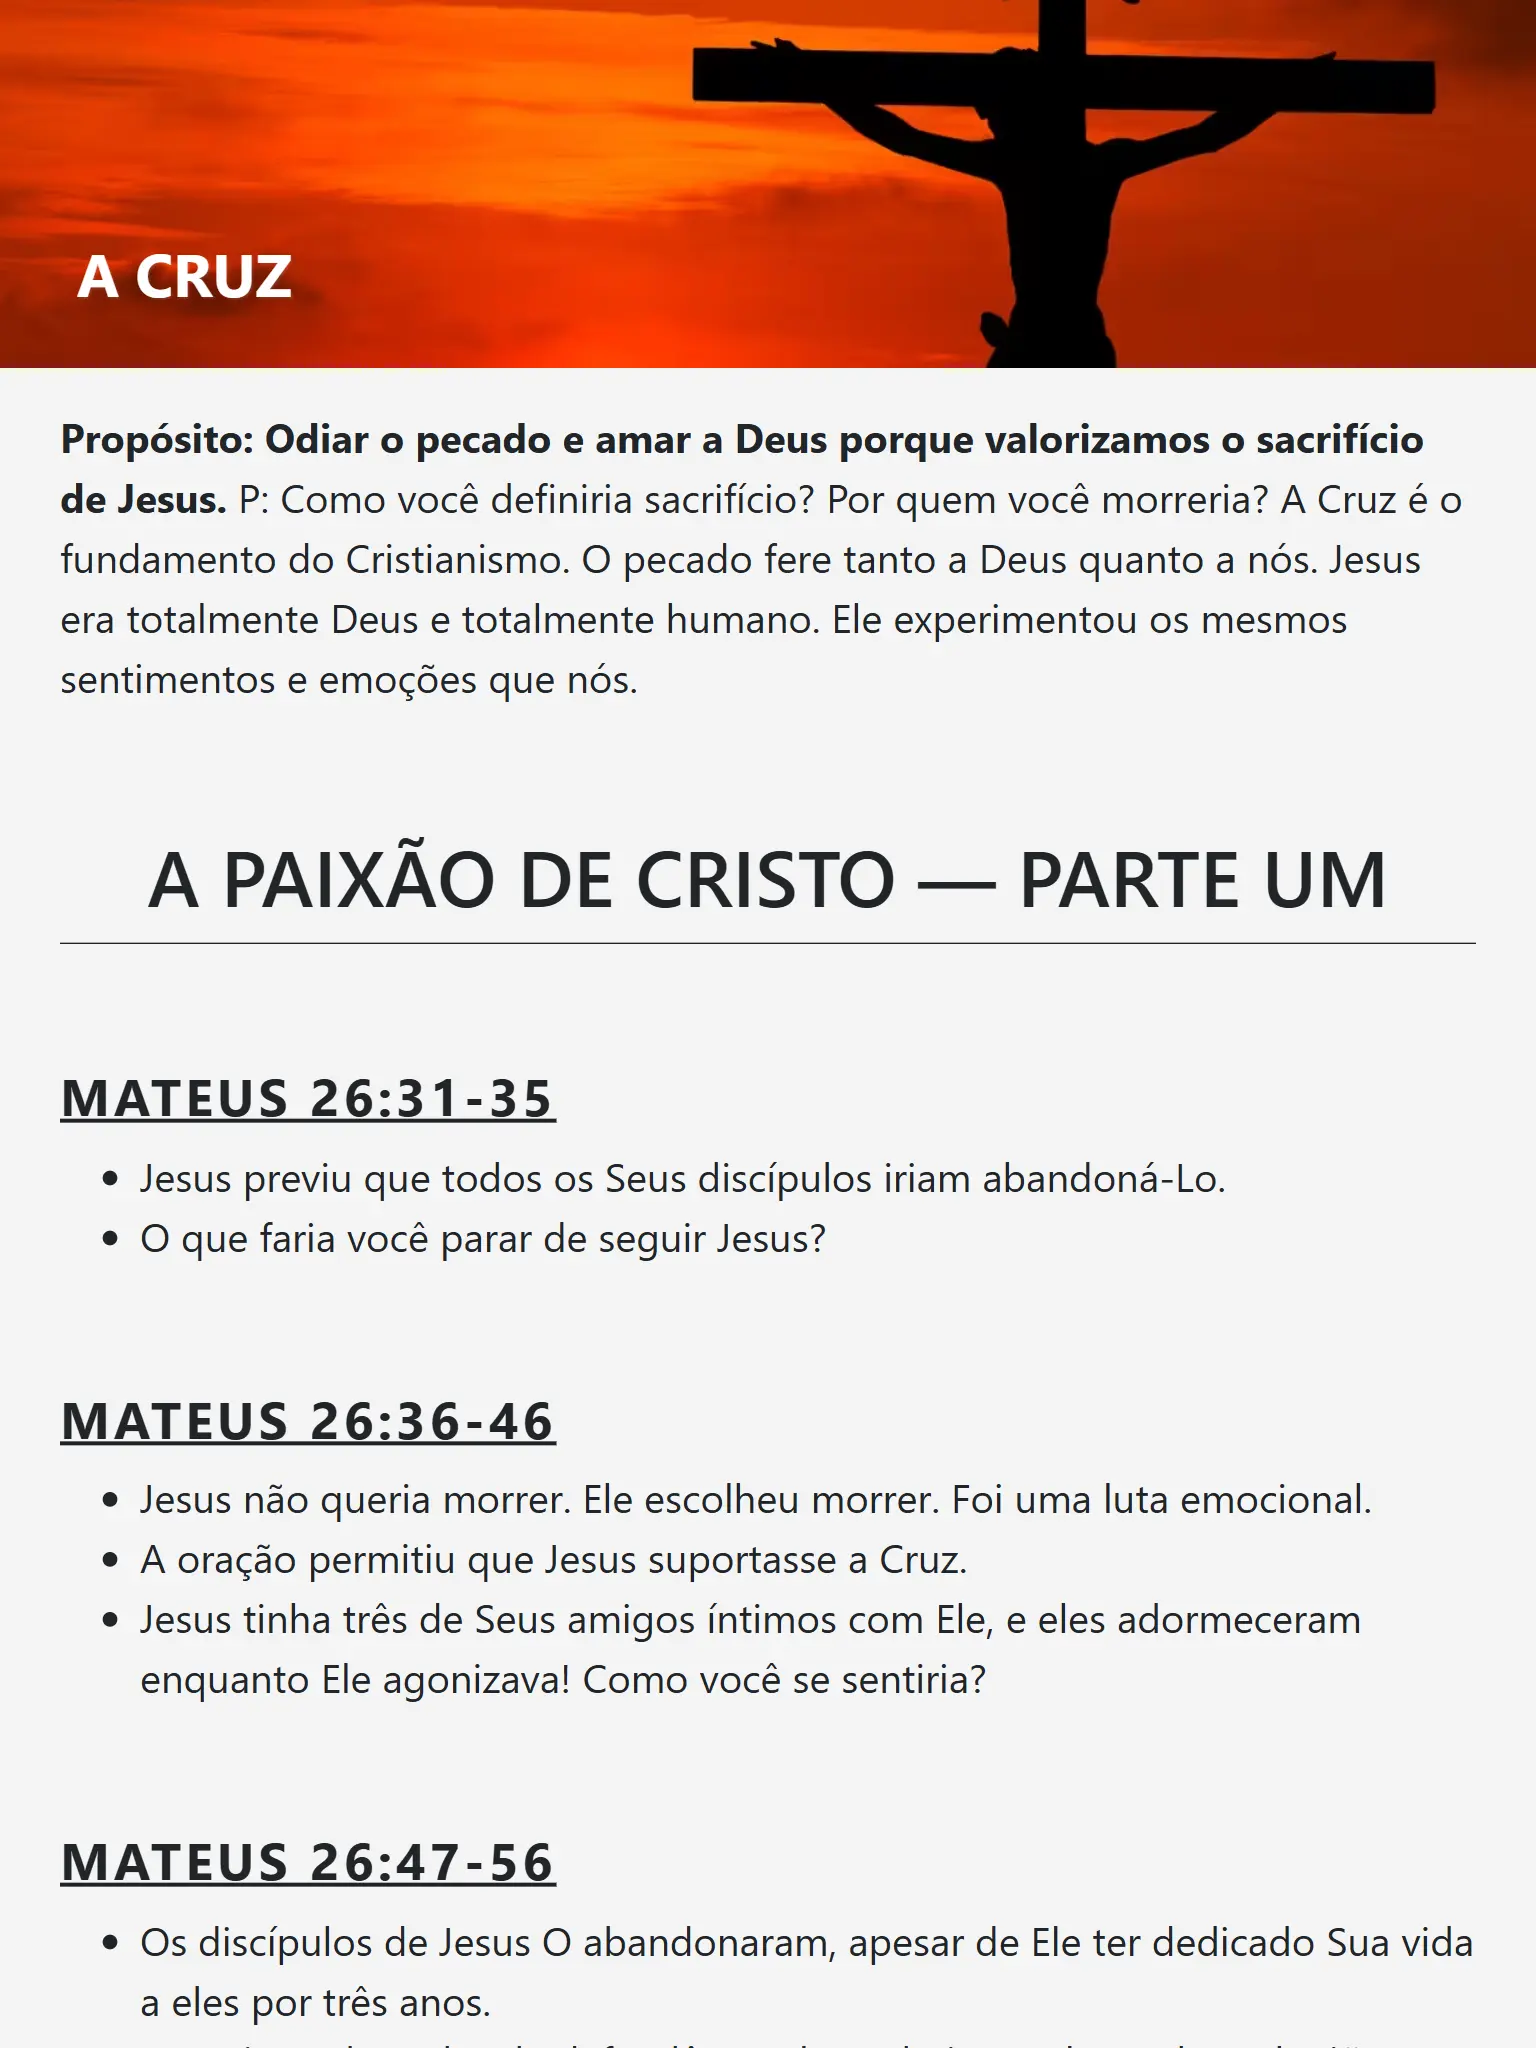 A CRUZ
Propósito: Odiar o pecado e amar a Deus porque valorizamos o sacrifício
de Jesus. P: Como você definiria sacrifício? Por quem você morreria? A Cruz é o
fundamento do Cristianismo. O pecado fere tanto a Deus quanto a nós. Jesus
era totalmente Deus e totalmente humano. Ele experimentou os mesmos
sentimentos e emoções que nós.
A PAIXÃO DE CRISTO — PARTE UM
MATEUS 26:31-35
• Jesus previu que todos os Seus discípulos iriam abandoná-Lo.
• O que faria você parar de seguir Jesus?
MATEUS 26:36-46
• Jesus não queria morrer. Ele escolheu morrer. Foi uma luta emocional.
• A oração permitiu que Jesus suportasse a Cruz.
• Jesus tinha três de Seus amigos íntimos com Ele, e eles adormeceram
enquanto Ele agonizava! Como você se sentiria?
MATEUS 26:47-56
• Os discípulos de Jesus O abandonaram, apesar de Ele ter dedicado Sua vida
a eles por três anos.